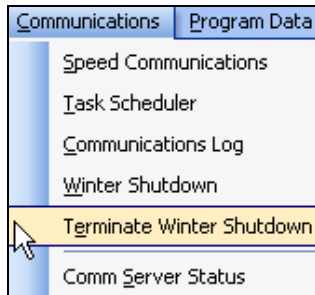 Communications Program Data
Speed Communications
Task Scheduler
Communications Log
Winter Shutdown
Terminate Winter Shutdown
Comm Server Status